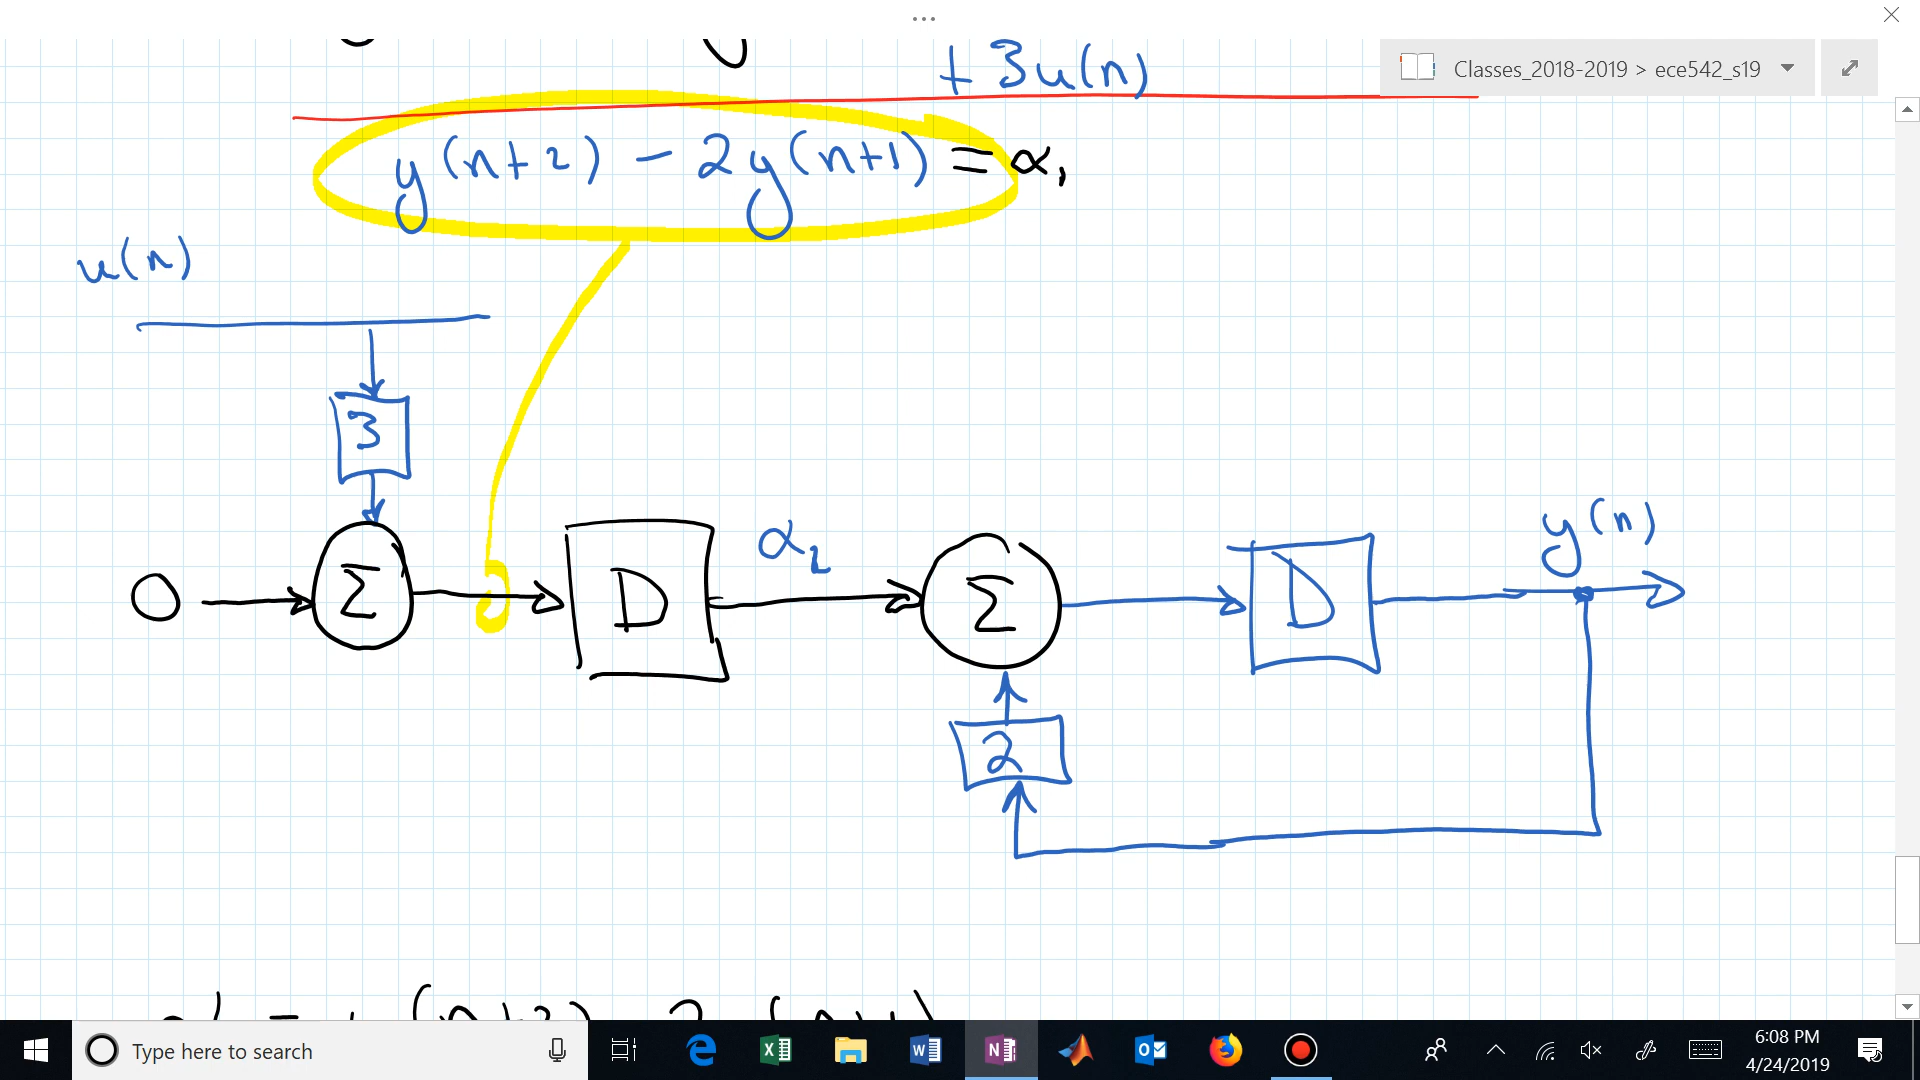 + 3u(n)
Classes_2018-2019 > ece542_s19
y(n+2) - 2y(n+1) = α,
u(n)
3
0
Σ
D
α₂
Σ
D
y(n)
2
Type here to search
6:08 PM
4/24/2019